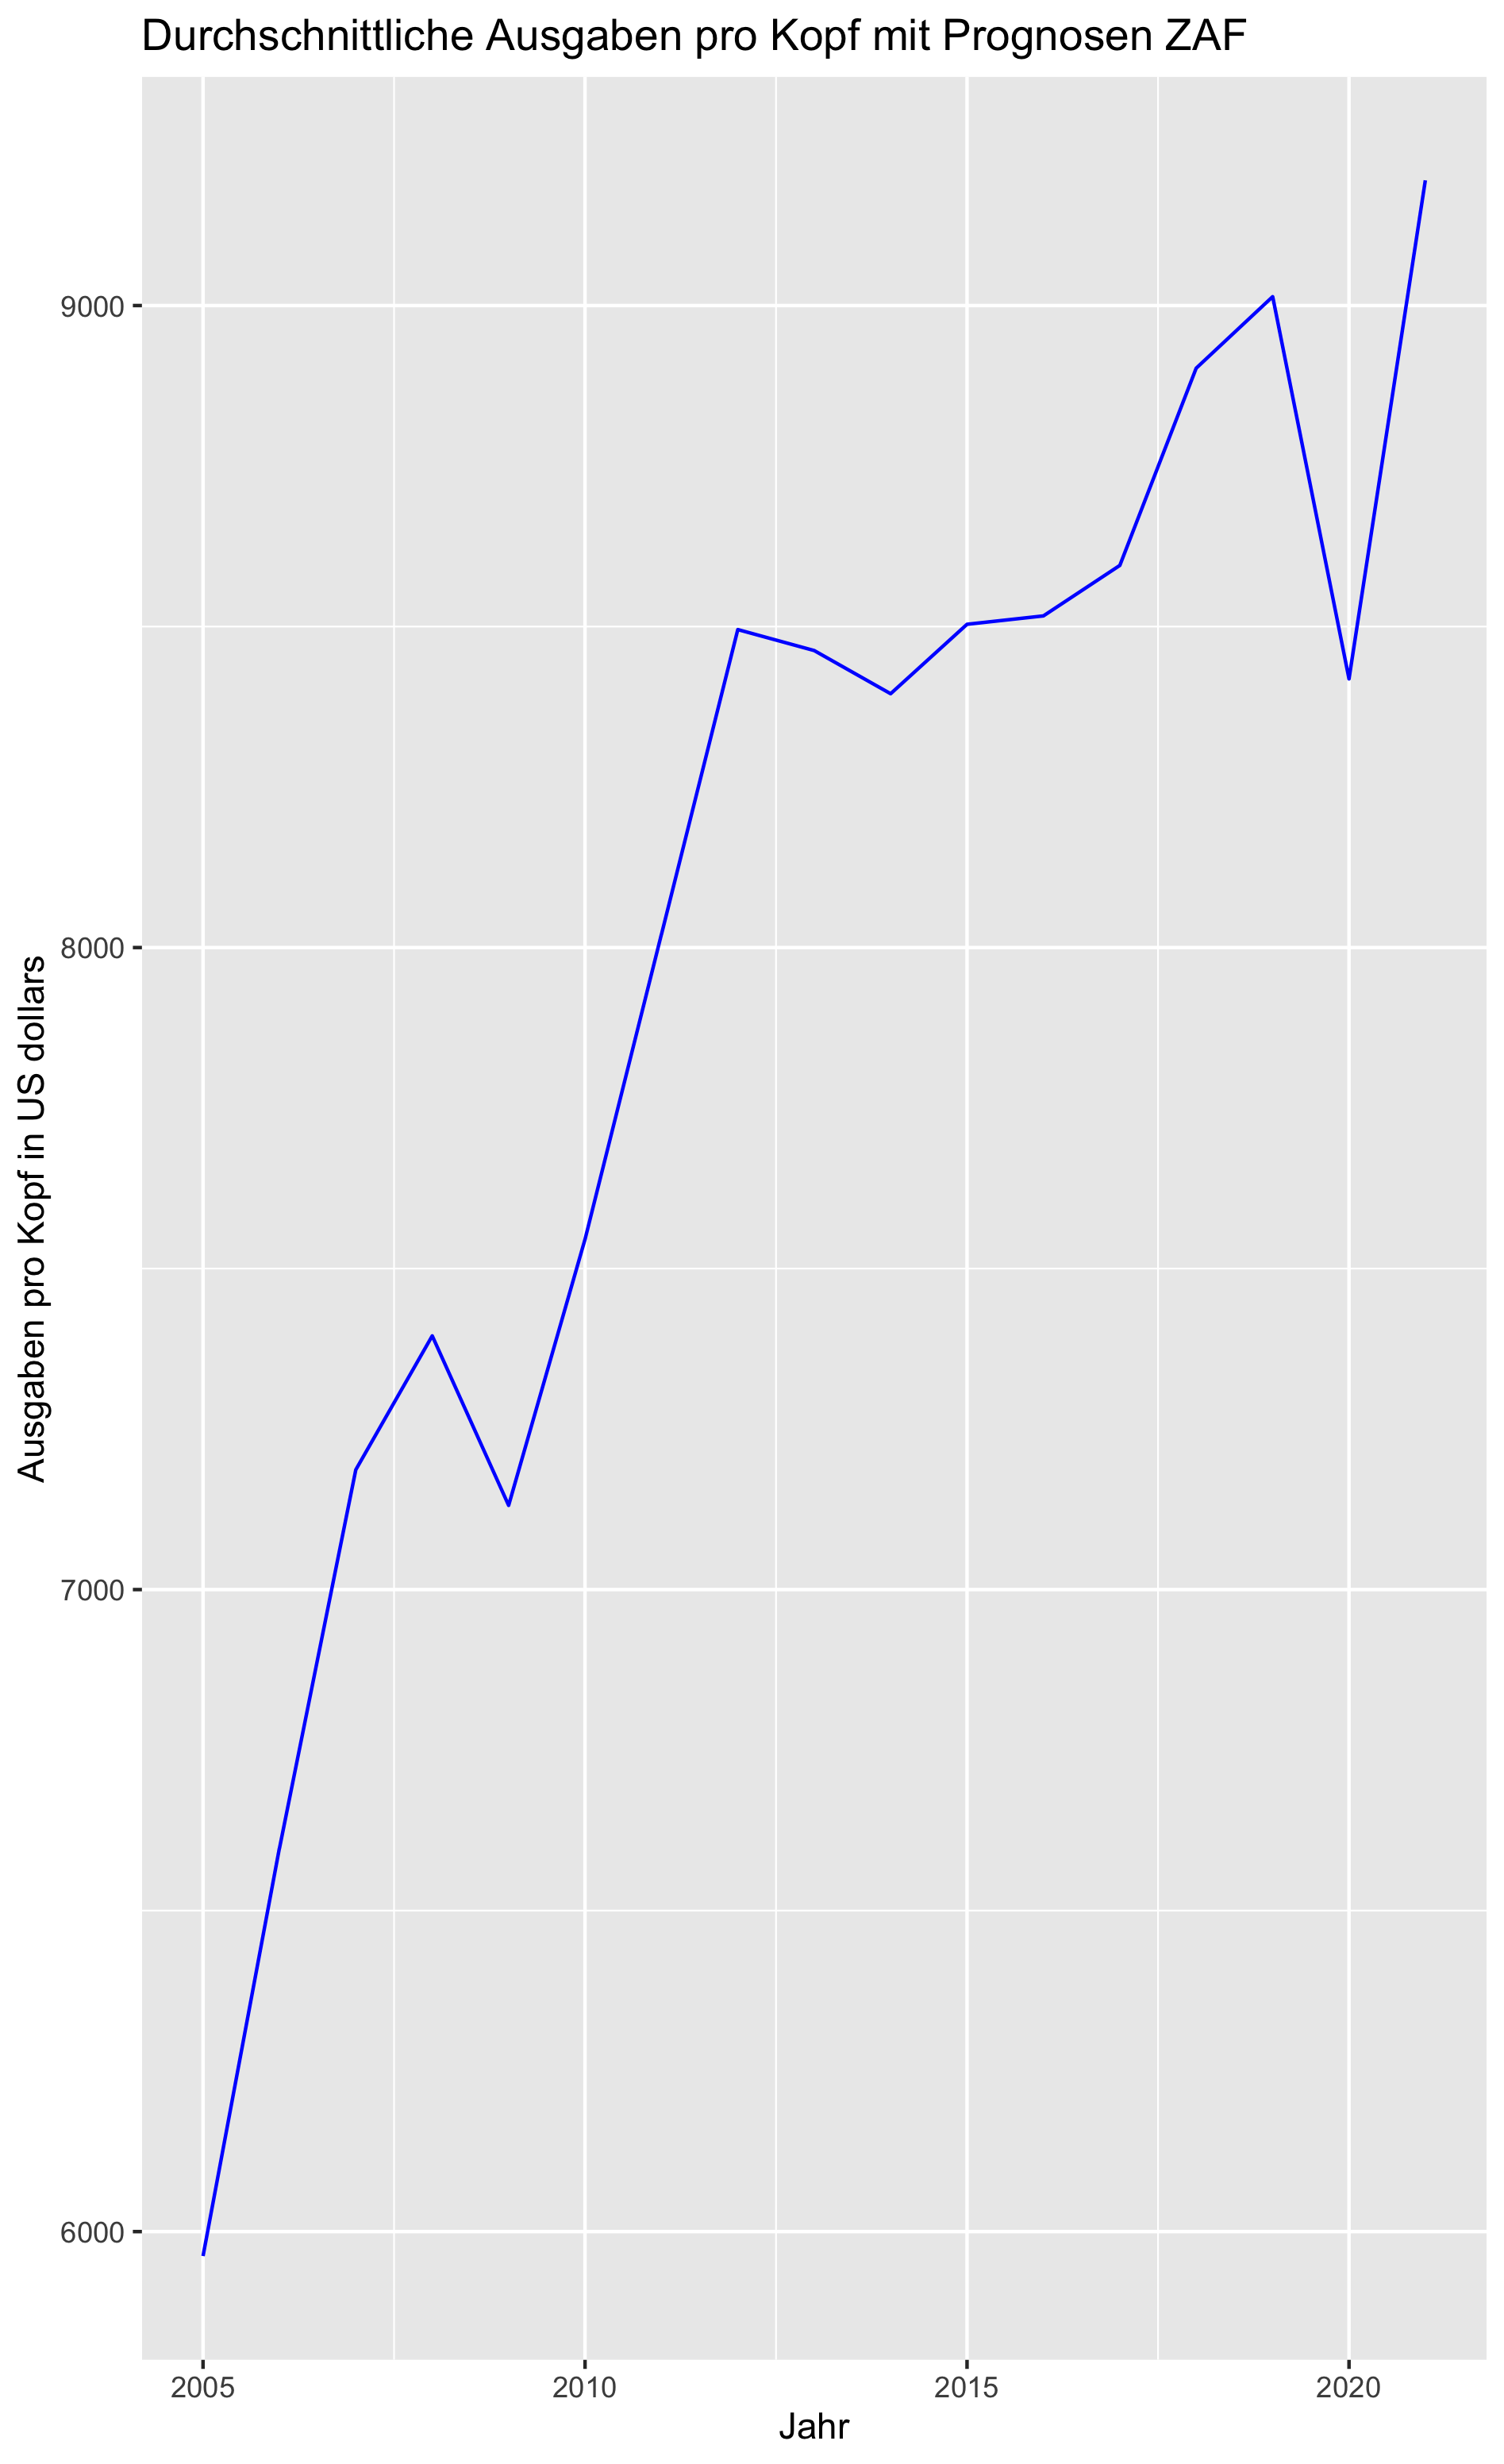 Durchschnittliche Ausgaben pro Kopf mit Prognosen ZAF
Ausgaben pro Kopf in US dollars
9000
8000
7000
6000
2005
2010
2015
2020
Jahr